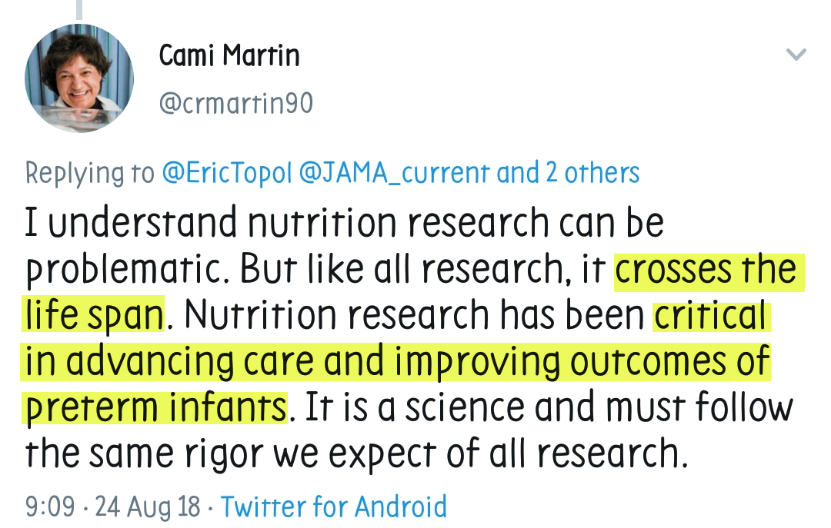 Cami Martin
@crmartin90
Replying to @EricTopol @JAMA_current and 2 others
I understand nutrition research can be
problematic. But like all research, it crosses the
life span. Nutrition research has been critical
in advancing care and improving outcomes of
preterm infants. It is a science and must follow
the same rigor we expect of all research.
9:09 · 24 Aug 18 · Twitter for Android